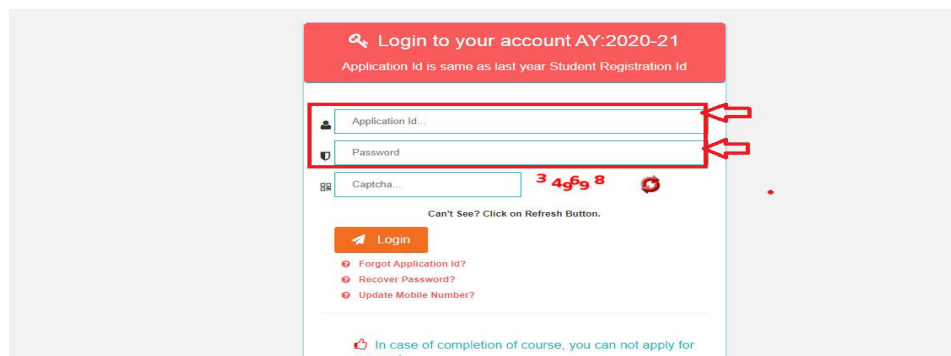 Login to your account AY:2020-21
Application Id is same as last year Student Registration Id
Application Id...
Password
Captcha...
3 49698
Can't See? Click on Refresh Button.
Login
Forgot Application Id?
Recover Password?
Update Mobile Number?
In case of completion of course, you can not apply for